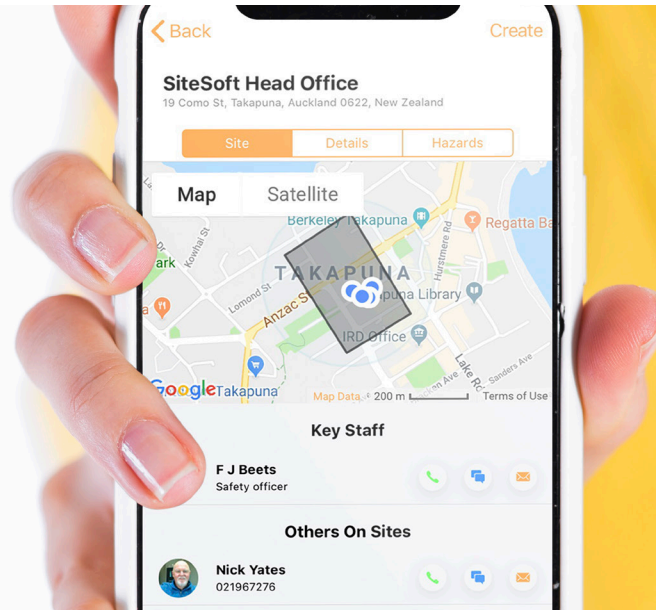 Back
Create
SiteSoft Head Office
19 Como St, Takapuna, Auckland 0622, New Zealand
Site
Details
Hazards
Map
Satellite
Berkeley Takapuna
Regatta Ba
Kowhai St
Hurstmere Rd
ark
TAKAPUNA
Lomond St
Anzac S
apuna Library
IRD Office
Lake Rd
Sanders Ave
en Ave
Google
Takapuna
Map Data
200 m
Terms of Use
Key Staff
F J Beets
Safety officer
Others On Sites
Nick Yates
021967276